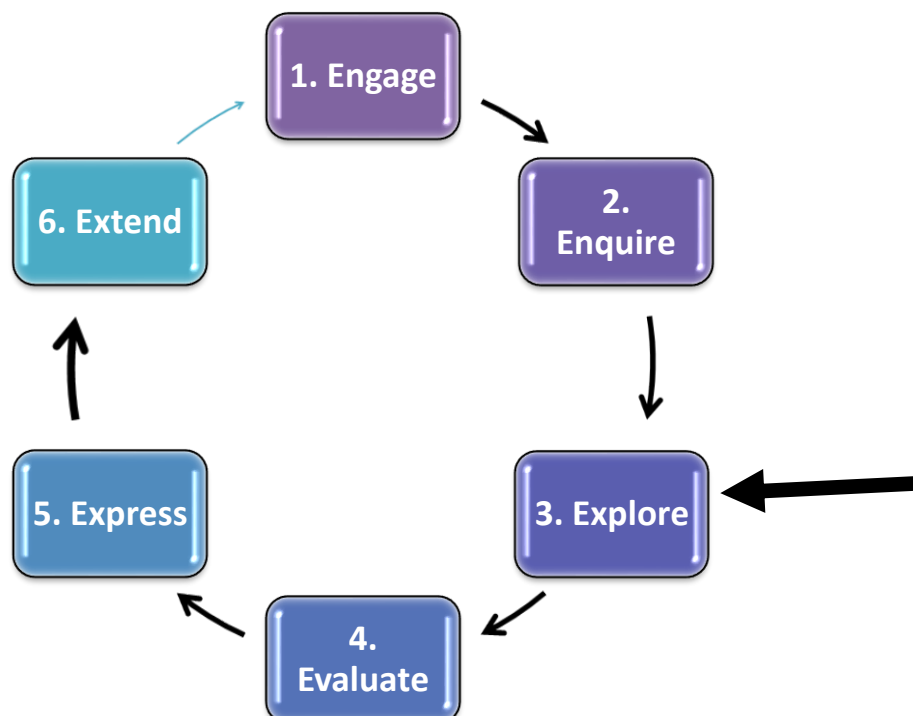 1. Engage
2.
Enquire
3. Explore
4.
Evaluate
5. Express
6. Extend